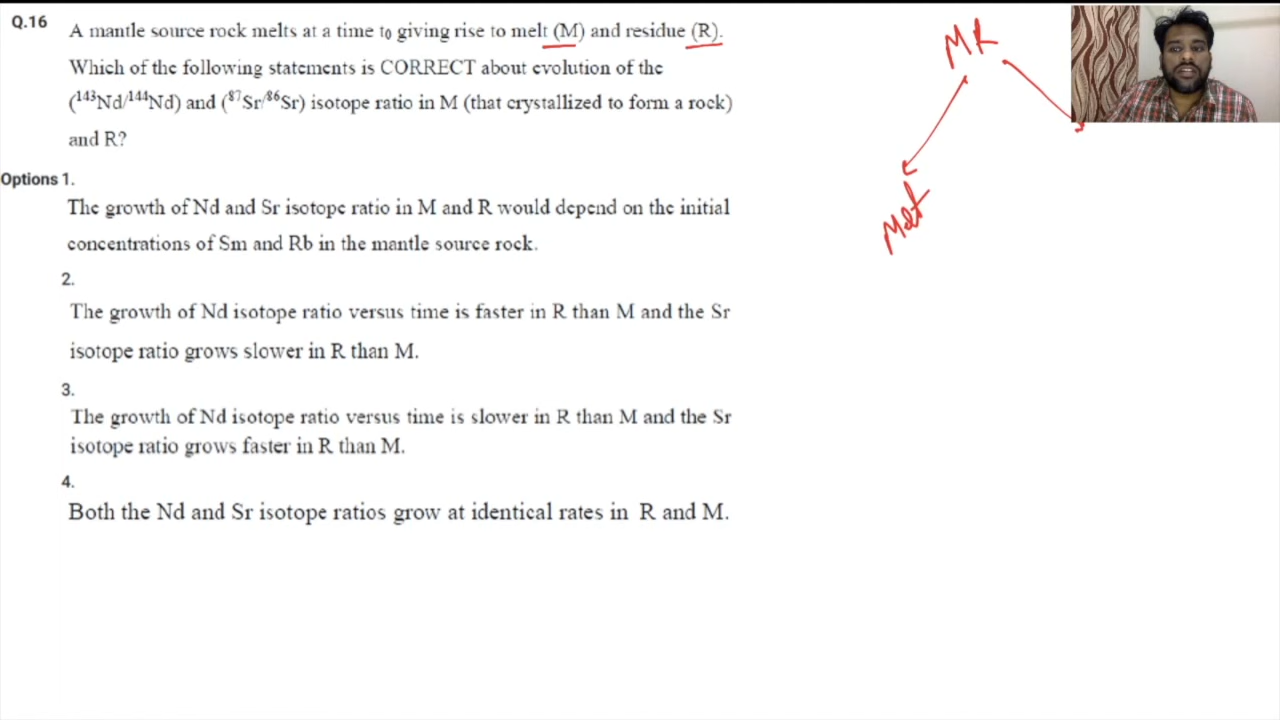 Q.16
A mantle source rock melts at a time t0 giving rise to melt (M) and residue (R).
Which of the following statements is CORRECT about evolution of the
(143Nd/144Nd) and (87Sr/86Sr) isotope ratio in M (that crystallized to form a rock)
and R?
Options 1.
The growth of Nd and Sr isotope ratio in M and R would depend on the initial
concentrations of Sm and Rb in the mantle source rock.
2.
The growth of Nd isotope ratio versus time is faster in R than M and the Sr
isotope ratio grows slower in R than M.
3.
The growth of Nd isotope ratio versus time is slower in R than M and the Sr
isotope ratio grows faster in R than M.
4.
Both the Nd and Sr isotope ratios grow at identical rates in R and M.
MR
Melt